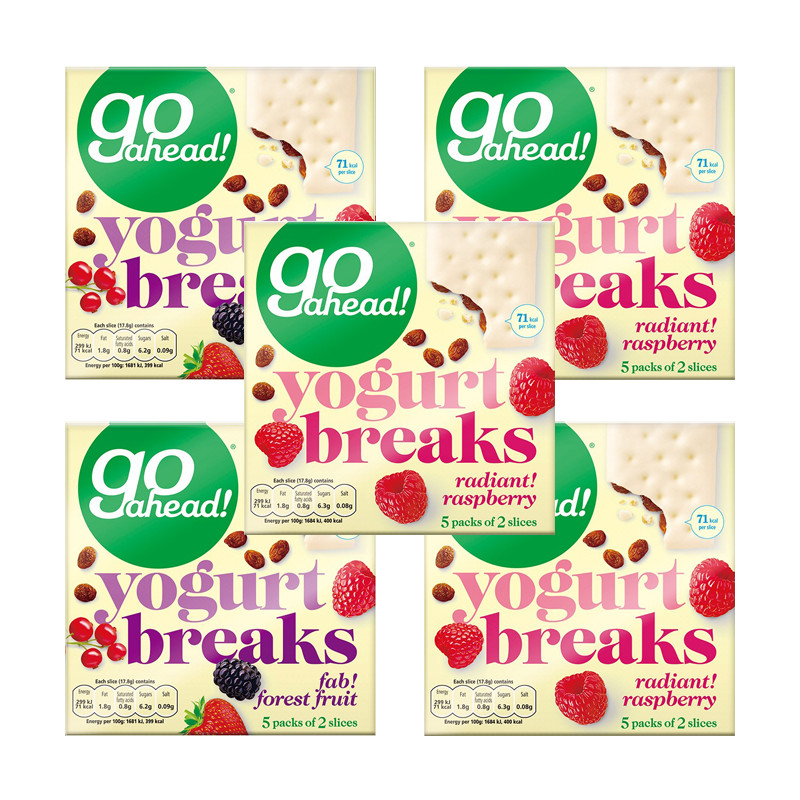 go
ahead!
®
71 kcal
per slice
yogurt
brea
Each slice (17.8g) contains
Energy Fat Saturated fatty acids Sugars Salt
299 kJ
71 kcal 1.8g 0.8g 6.2g 0.09g
Energy per 100g: 1681 kJ, 399 kcal
go
ahead!
®
71 kcal
per slice
yogurt
breaks
radiant!
raspberry
5 packs of 2 slices
go
ahead!
®
71 kcal
per slice
yogurt
breaks
radiant!
raspberry
Each slice (17.8g) contains
Energy Fat Saturated fatty acids Sugars Salt
299 kJ
71 kcal 1.8g 0.8g 6.3g 0.08g
Energy per 100g: 1684 kJ, 400 kcal
5 packs of 2 slices
go
ahead!
yogurt
breaks
fab!
forest fruit
Each slice (17.8g) contains
Energy Fat Saturated fatty acids Sugars Salt
299 kJ
71 kcal 1.8g 0.8g 6.2g 0.09g
Energy per 100g: 1681 kJ, 399 kcal
5 packs of 2 slices
ahead!
®
71 kcal
per slice
yogurt
breaks
radiant!
raspberry
Each slice (17.8g) contains
Energy Fat Saturated fatty acids Sugars Salt
299 kJ
71 kcal 1.8g 0.8g 6.3g 0.08g
Energy per 100g: 1684 kJ, 400 kcal
5 packs of 2 slices